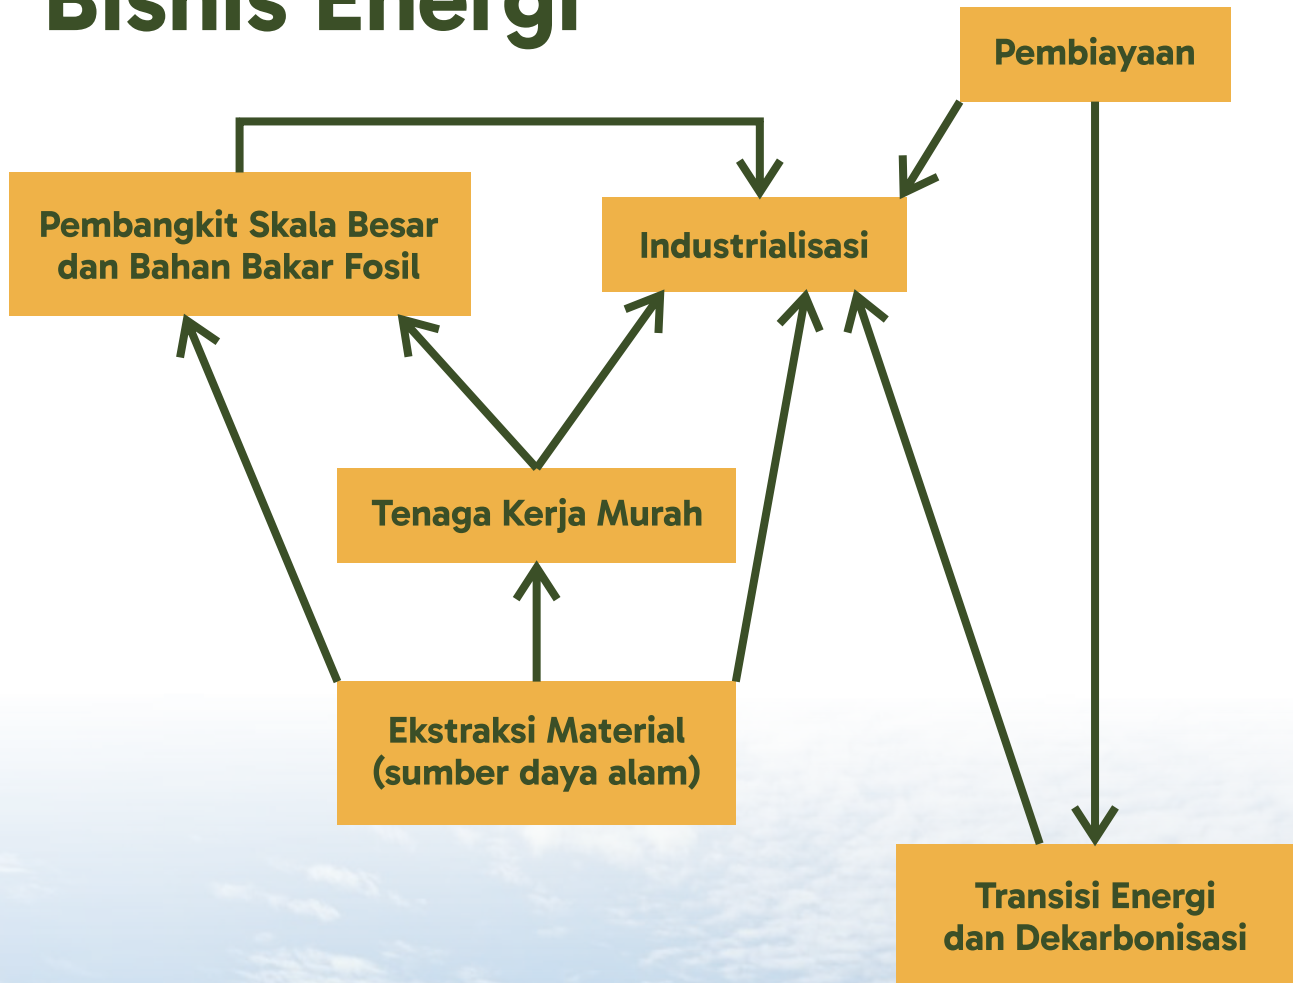 Bisnis Energi
Pembiayaan
Pembangkit Skala Besar
dan Bahan Bakar Fosil
Industrialisasi
Tenaga Kerja Murah
Ekstraksi Material
(sumber daya alam)
Transisi Energi
dan Dekarbonisasi